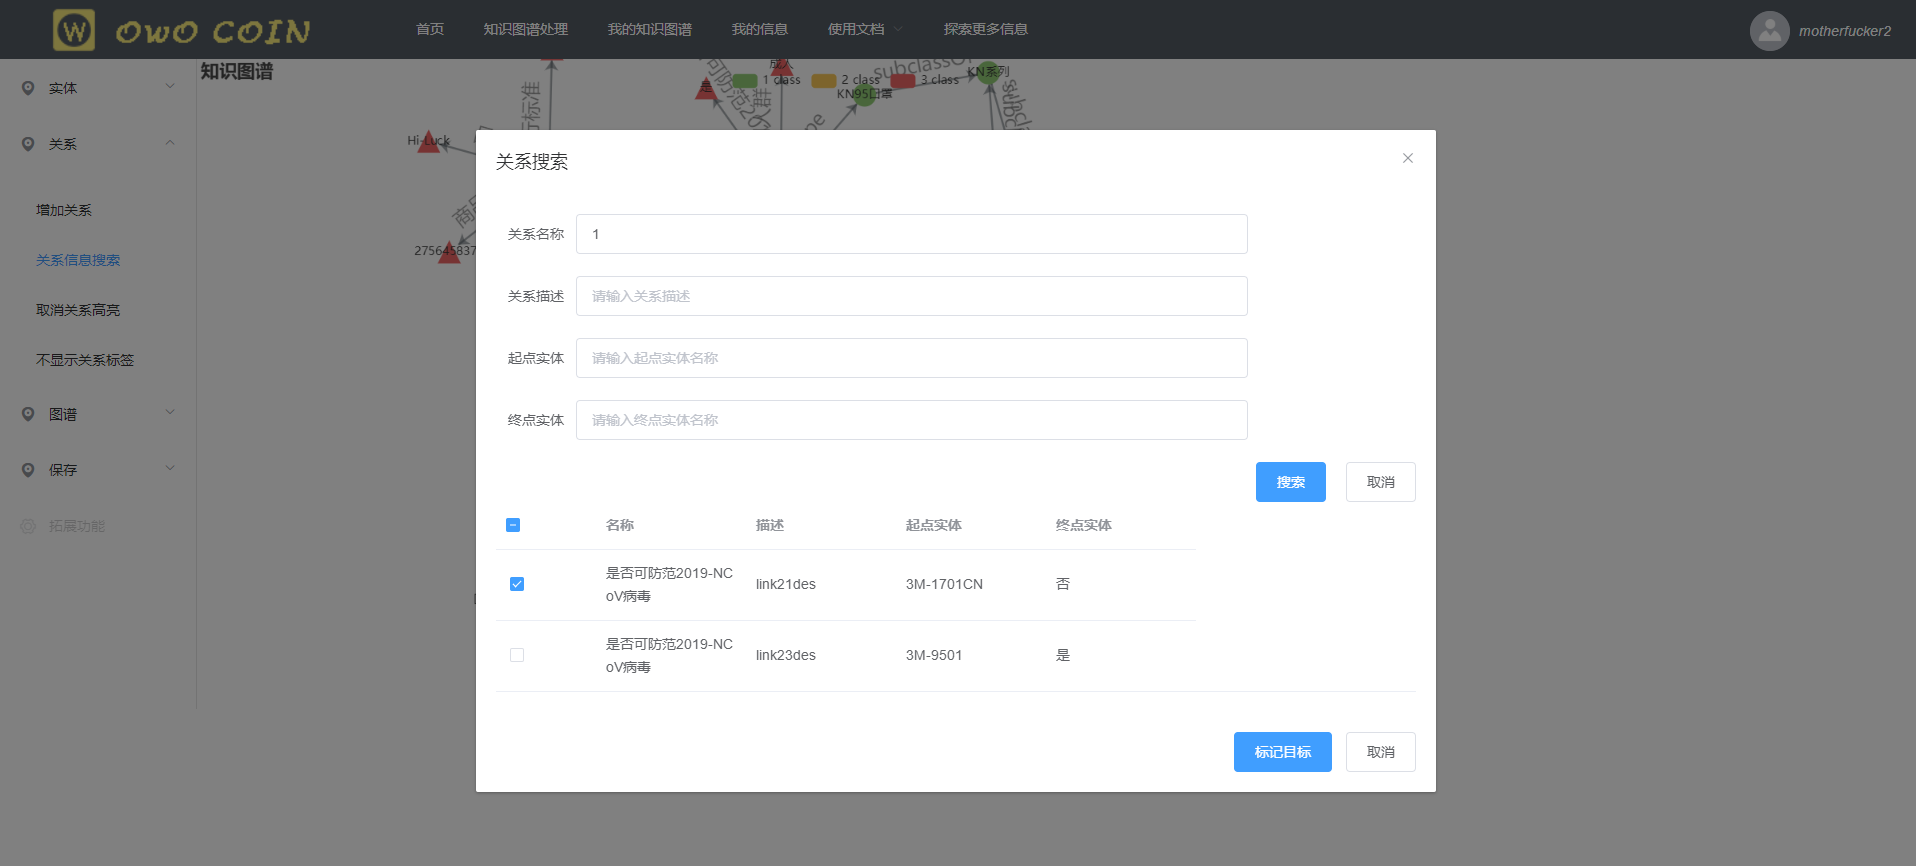 OWO COIN
首页
知识图谱处理
我的知识图谱
我的信息
使用文档
探索更多信息
motherfucker2
实体
关系
增加关系
关系信息搜索
取消关系高亮
不显示关系标签
图谱
保存
拓展功能
知识图谱
1 class
2 class
3 class
成人
是
KN95口罩
KN系列
Hi-Luck
275645837
关系搜索
关系名称
1
关系描述
请输入关系描述
起点实体
请输入起点实体名称
终点实体
请输入终点实体名称
搜索
取消
名称
描述
起点实体
终点实体
是否可防范2019-NC
oV病毒
link21des
3M-1701CN
否
是否可防范2019-NC
oV病毒
link23des
3M-9501
是
标记目标
取消